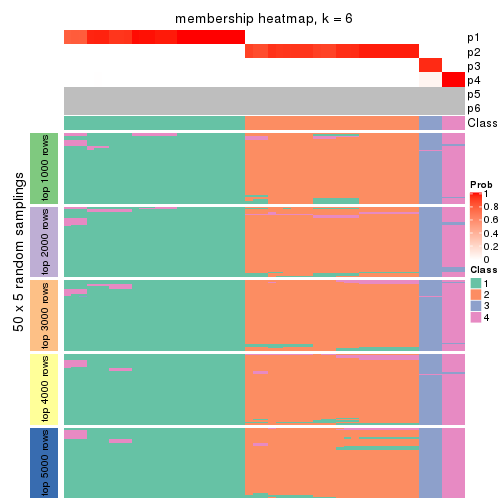 membership heatmap, k = 6
p1
p2
p3
p4
p5
p6
Class
50 x 5 random samplings
top 1000 rows
top 2000 rows
top 3000 rows
top 4000 rows
top 5000 rows
Prob
1
0.8
0.6
0.4
0.2
0
Class
1
2
3
4